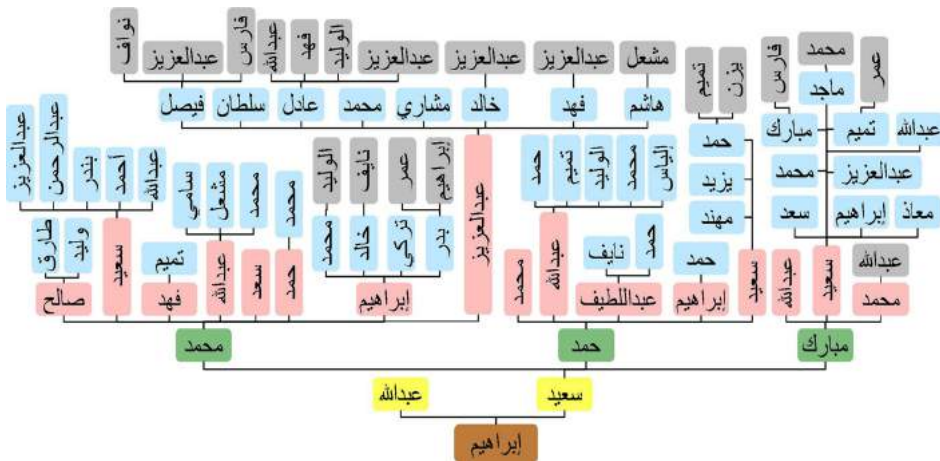 نواف عبدالعزيز فارس عبدالله فهد الوليد عبدالعزيز عبدالعزيز عبدالعزيز مشعل تميم يزن فارس محمد عمر
فيصل سلطان عادل محمد مشاري خالد فهد هاشم حمد مبارك ماجد تميم عبدالله
عبدالعزيز عبدالرحمن بندر أحمد عبدالله سامي مشعل محمد محمد الوليد نايف عمر إبراهيم حمد تميم الوليد محمد إلياس يزيد محمد عبدالعزيز
طارق وليد تميم محمد خالد تركي بدر نايف حمد حمد مهند سعد إبراهيم معاذ
عبدالله
صالح سعيد فهد عبدالله سعد حمد إبراهيم عبدالعزيز محمد عبدالله عبداللطيف إبراهيم سعيد عبدالله سعيد محمد
محمد حمد مبارك
عبدالله سعيد
إبراهيم